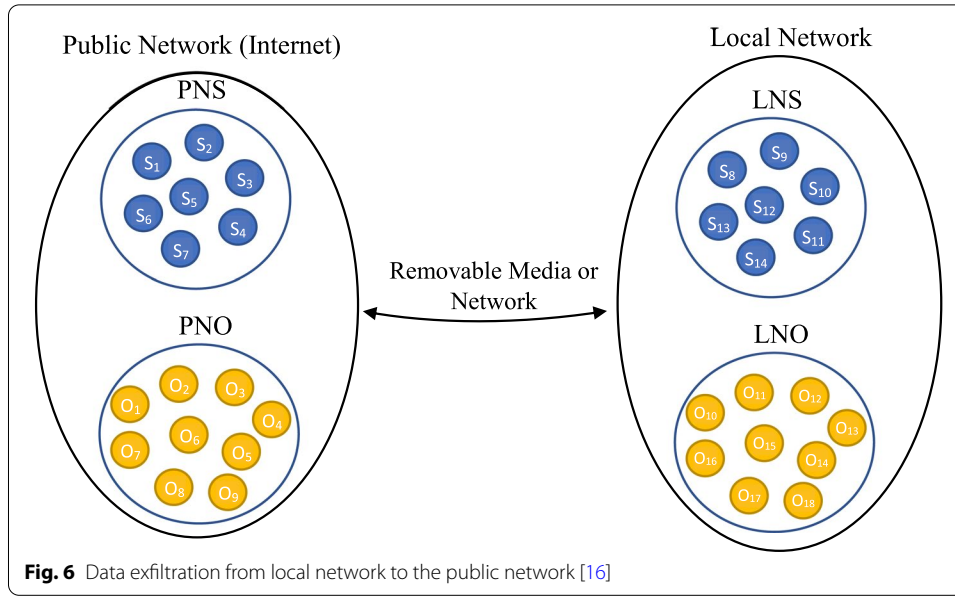 Public Network (Internet)
PNS
S1
S2
S3
S4
S5
S6
S7
PNO
O1
O2
O3
O4
O5
O6
O7
O8
O9
Removable Media or
Network
Local Network
LNS
S8
S9
S10
S11
S12
S13
S14
LNO
O10
O11
O12
O13
O14
O15
O16
O17
O18
Fig. 6 Data exfiltration from local network to the public network [16]